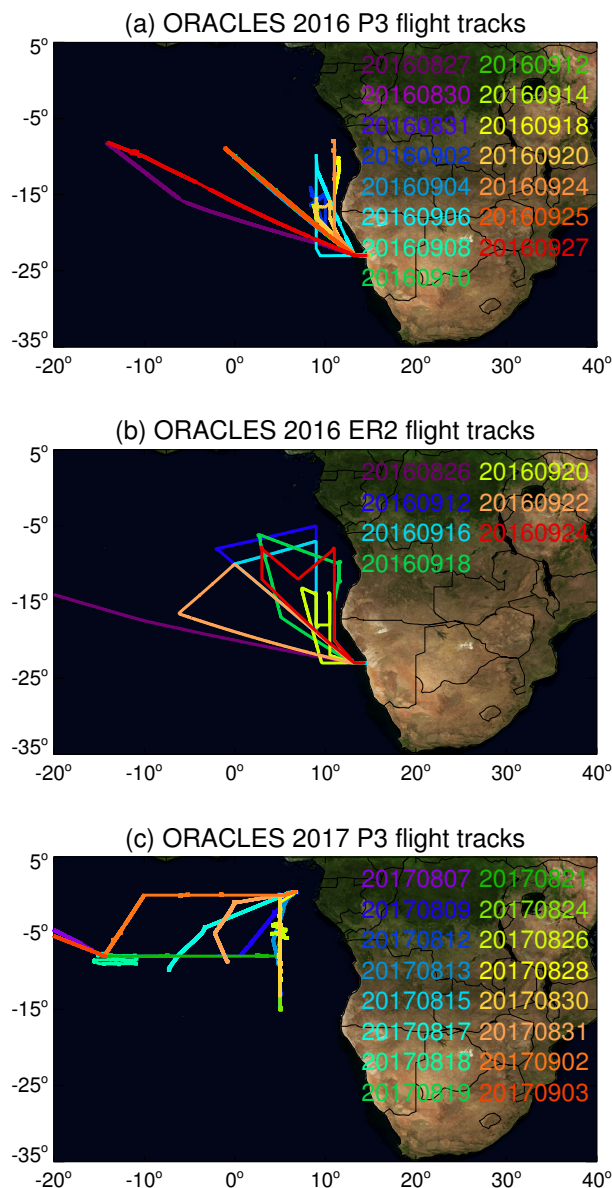 (a) ORACLES 2016 P3 flight tracks
5° 20160827 20160912
20160830 20160914
-5° 20160831 20160918
20160902 20160920
-15° 20160904 20160924
20160906 20160925
-25° 20160908 20160927
20160910
-35°
-20° -10° 0° 10° 20° 30° 40°
(b) ORACLES 2016 ER2 flight tracks
5° 20160826 20160920
20160912 20160922
-5° 20160916 20160924
20160918
-15°
-25°
-35°
-20° -10° 0° 10° 20° 30° 40°
(c) ORACLES 2017 P3 flight tracks
5° 20170807 20170821
20170809 20170824
-5° 20170812 20170826
20170813 20170828
-15° 20170815 20170830
20170817 20170831
-25° 20170818 20170902
20170819 20170903
-35°
-20° -10° 0° 10° 20° 30° 40°